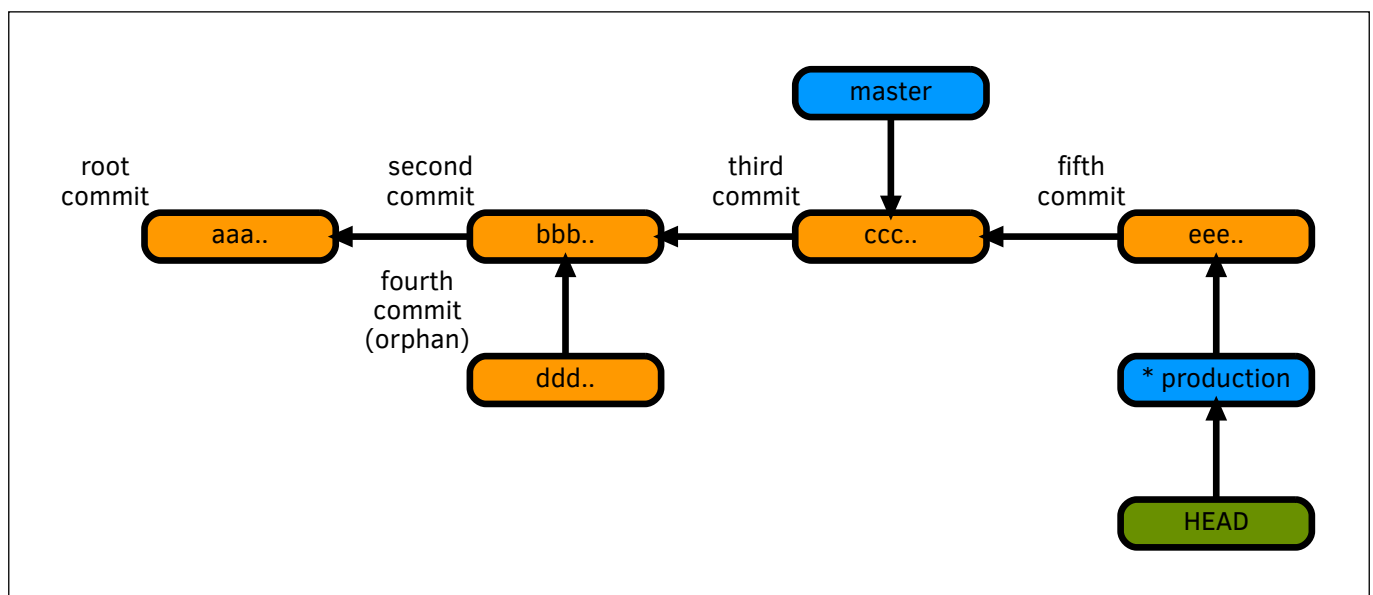 master
root
commit
second
commit
third
commit
fifth
commit
aaa..
bbb..
ccc..
eee..
fourth
commit
(orphan)
ddd..
* production
HEAD